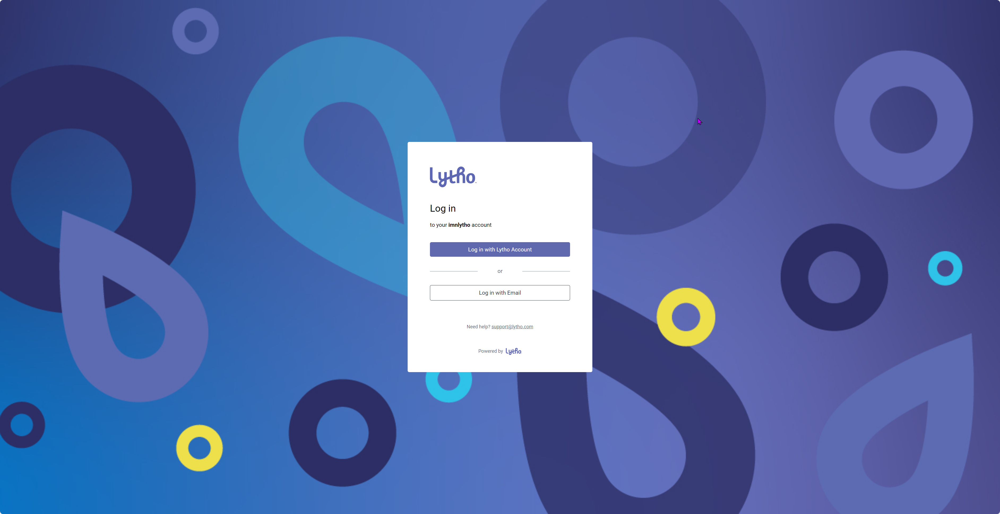 Lytho
Log in
to your imnlytho account
Log in with Lytho Account
or
Log in with Email
Need help? support@lytho.com
Powered by Lytho